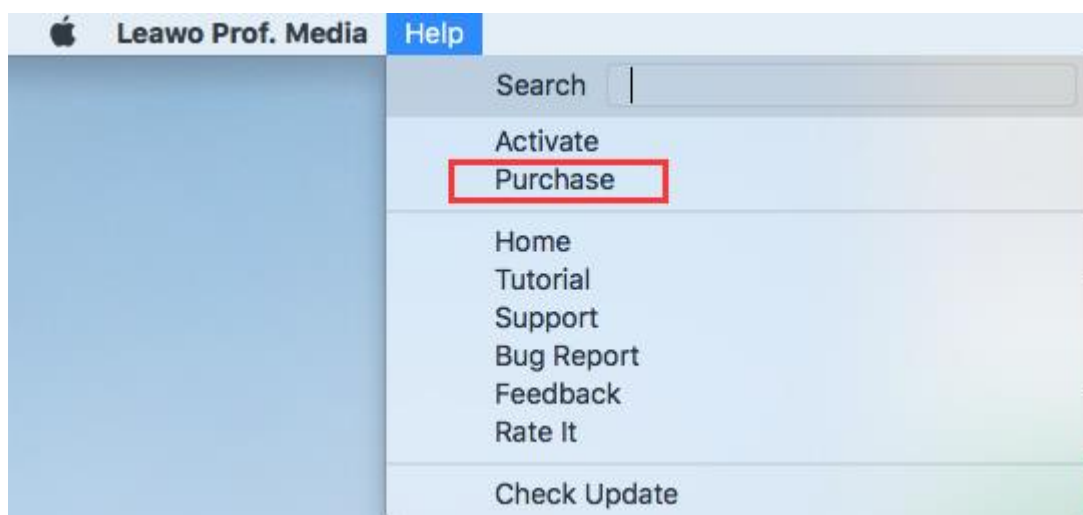 Leawo Prof. Media Help
Search
Activate
Purchase
Home
Tutorial
Support
Bug Report
Feedback
Rate It
Check Update